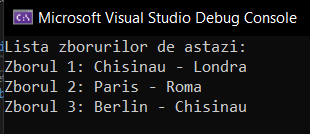 Microsoft Visual Studio Debug Console
Lista zborurilor de astazi:
Zborul 1: Chisinau - Londra
Zborul 2: Paris - Roma
Zborul 3: Berlin - Chisinau